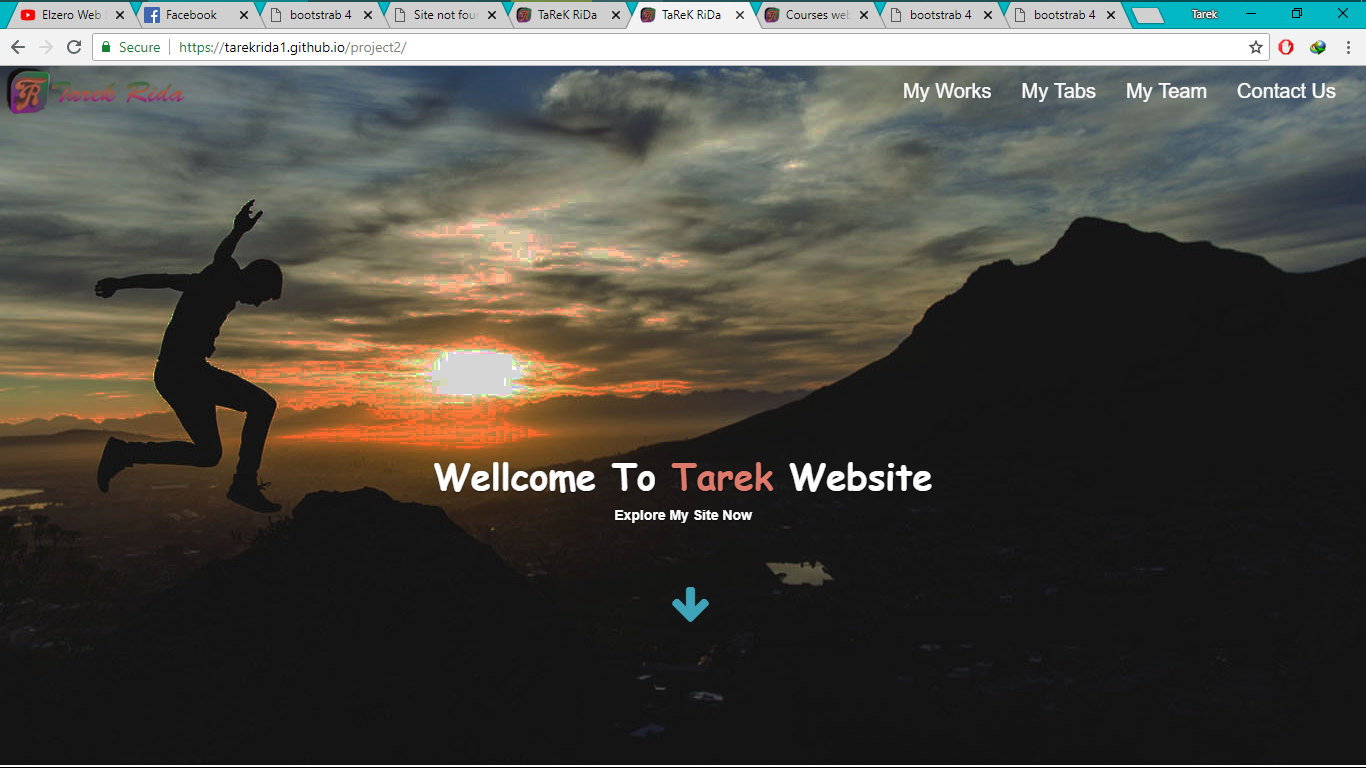 Elzero Web
Facebook
bootstrab 4
Site not fou
TaReK RiDa
TaReK RiDa
Courses web
bootstrab 4
bootstrab 4
Tarek
Secure
https://tarekrida1.github.io/project2/
TR
Tarek Rida
My Works
My Tabs
My Team
Contact Us
Wellcome To Tarek Website
Explore My Site Now